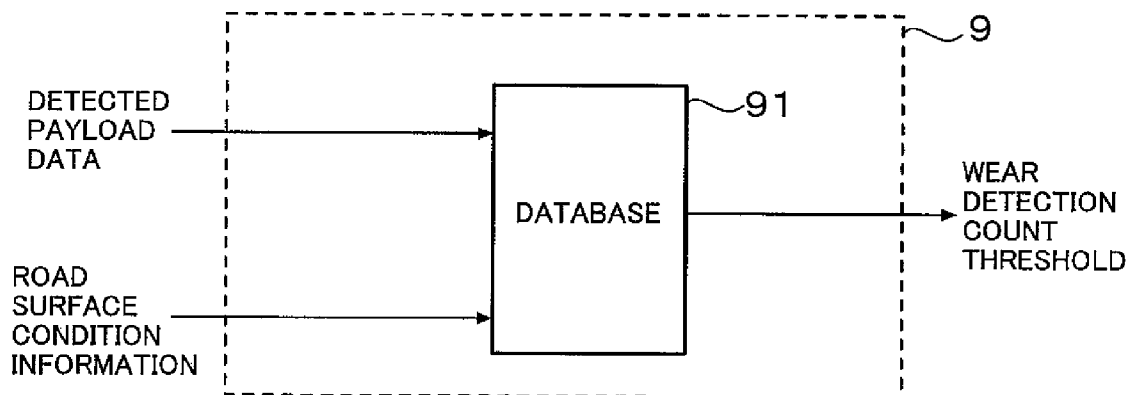 9
DETECTED
PAYLOAD
DATA
91
DATABASE
WEAR
DETECTION
COUNT
THRESHOLD
ROAD
SURFACE
CONDITION
INFORMATION